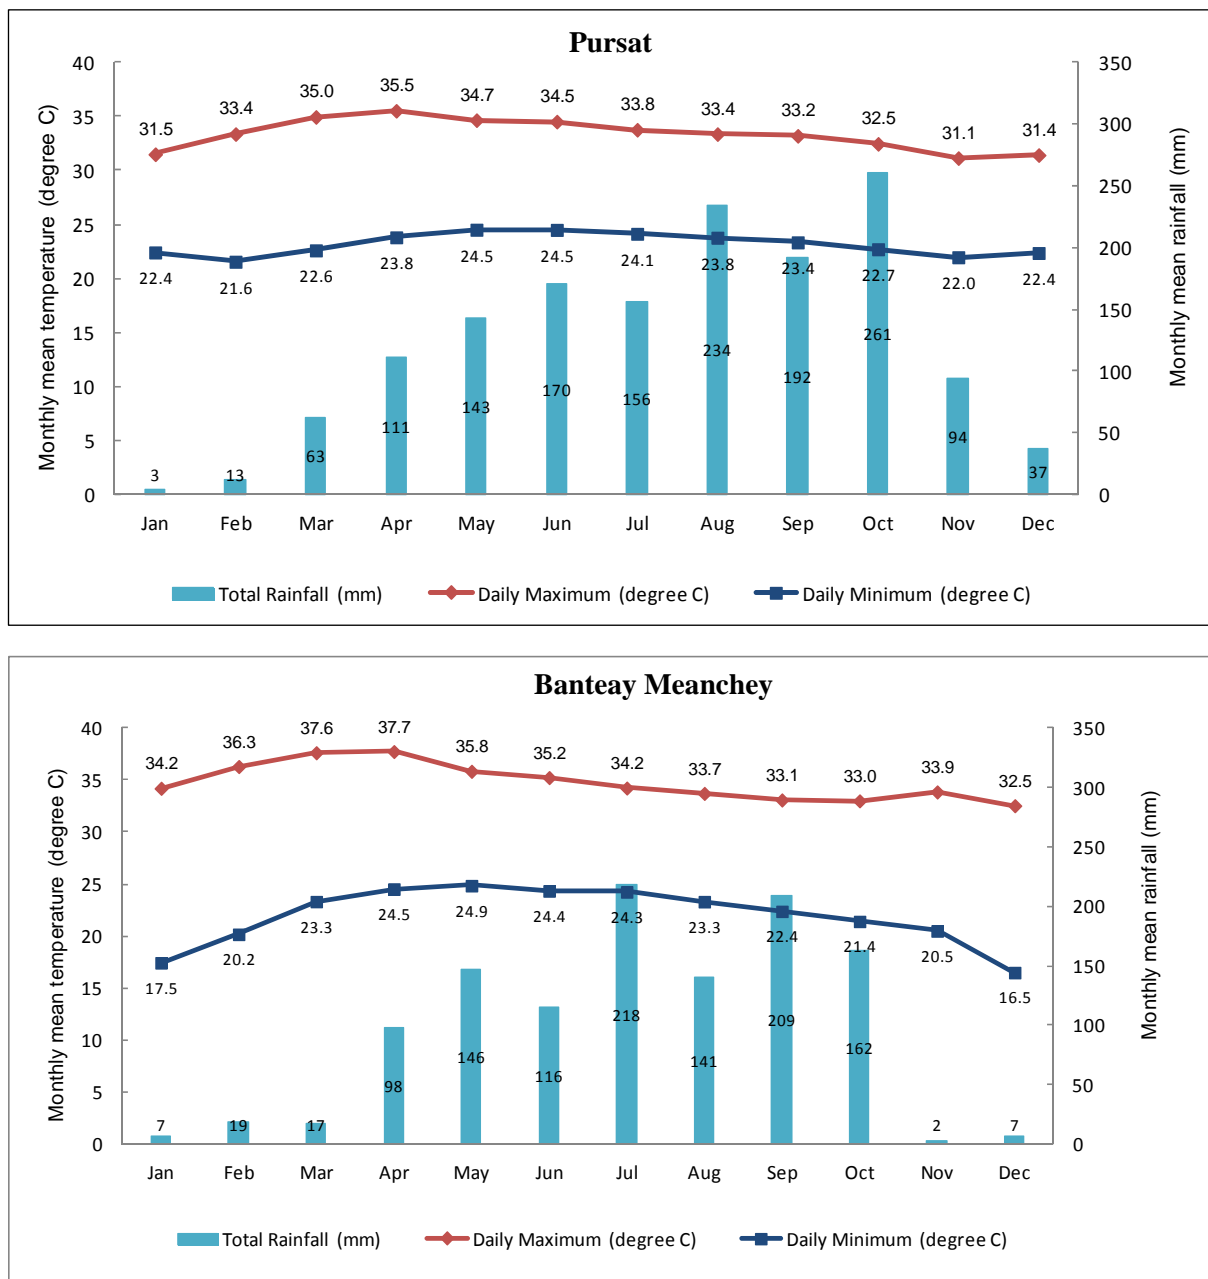 Pursat
40 350
35.5
35.0 34.7 34.5
33.4 33.8 33.4 33.2 32.5
31.5 31.1 31.4
35 300
30 250
25 200
20 150
15 100
10 50
5 0
0
Monthly mean temperature (degree C)
Monthly mean rainfall (mm)
22.4 21.6 22.6 23.8 24.5 24.5 24.1 23.8 23.4 22.7 22.0 22.4
3 13 63 111 143 170 156 234 192 261 94 37
Jan Feb Mar Apr May Jun Jul Aug Sep Oct Nov Dec
Total Rainfall (mm) Daily Maximum (degree C) Daily Minimum (degree C)
Banteay Meanchey
40 350
34.2 36.3 37.6 37.7 35.8 35.2 34.2 33.7 33.1 33.0 33.9 32.5
35 300
30 250
25 200
20 150
15 100
10 50
5 0
0
Monthly mean temperature (degree C)
Monthly mean rainfall (mm)
17.5 20.2 23.3 24.5 24.9 24.4 24.3 23.3 22.4 21.4 20.5 16.5
7 19 17 98 146 116 218 141 209 162 2 7
Jan Feb Mar Apr May Jun Jul Aug Sep Oct Nov Dec
Total Rainfall (mm) Daily Maximum (degree C) Daily Minimum (degree C)